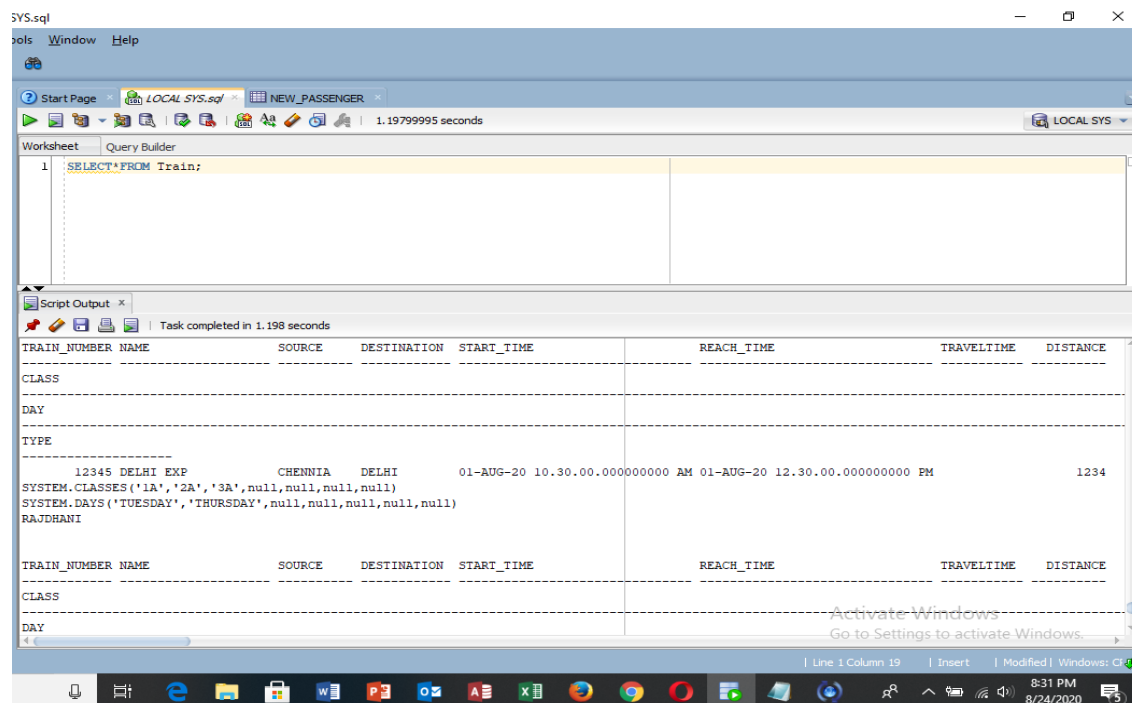 SYS.sql
ools Window Help
Start Page LOCAL SYS.sql NEW_PASSENGER
1.19799995 seconds LOCAL SYS
Worksheet Query Builder
1 SELECT*FROM Train;
Script Output
Task completed in 1.198 seconds
TRAIN_NUMBER NAME SOURCE DESTINATION START_TIME REACH_TIME TRAVELTIME DISTANCE
CLASS
DAY
TYPE
12345 DELHI EXP CHENNIA DELHI 01-AUG-20 10.30.00.000000000 AM 01-AUG-20 12.30.00.000000000 PM 1234
SYSTEM.CLASSES('1A','2A','3A',null,null,null,null)
SYSTEM.DAYS('TUESDAY','THURSDAY',null,null,null,null,null)
RAJDHANI
TRAIN_NUMBER NAME SOURCE DESTINATION START_TIME REACH_TIME TRAVELTIME DISTANCE
CLASS
DAY
Activate Windows
Go to Settings to activate Windows.
| Line 1 Column 19 | Insert | Modified | Windows: CR
8:31 PM
8/24/2020